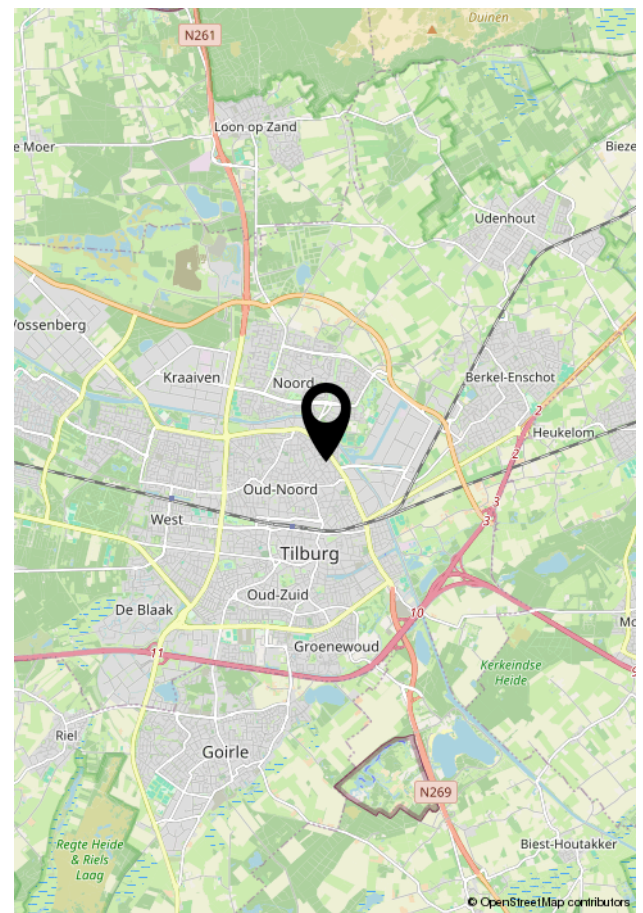 Duinen
N261
Loon op Zand
e Moer
Bieze
Udenhout
Vossenberg
Kraaiven
Noord
Berkel-Enschot
2
Heukelom
2
Oud-Noord
3
West
3
Tilburg
Oud-Zuid
De Blaak
10
Mo
Groenewoud
11
Kerkeindse
Heide
9
Riel
Goirle
N269
Regte Heide
& Riels
Laag
Biest-Houtakker
© OpenStreetMap contributors